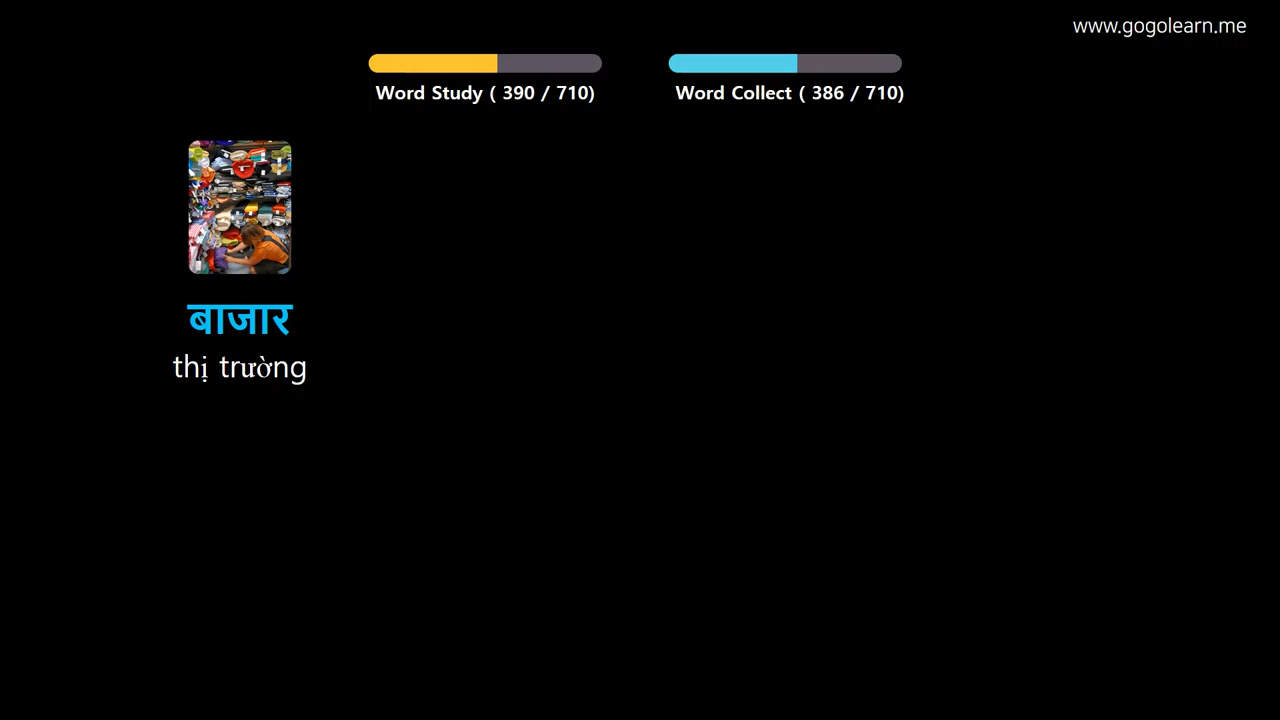 www.gogolearn.me
Word Study ( 390 / 710)
Word Collect ( 386 / 710)
बाजार
thị trường